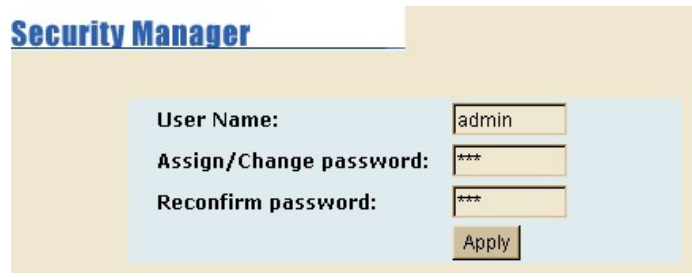 Security Manager
User Name: admin
Assign/Change password: ***
Reconfirm password: ***
Apply